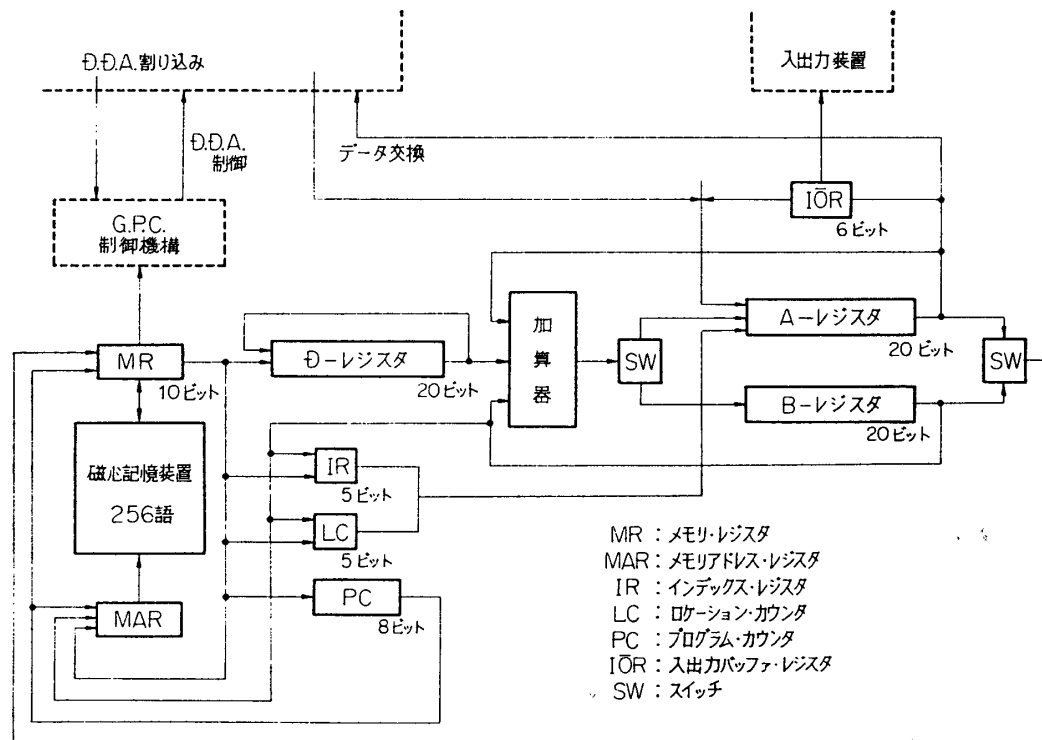 D.D.A.割り込み
入出力装置
D.D.A.
制御
データ交換
G.P.C.
制御機構
IŌR
6ビット
加
算
器
A-レジスタ
20ビット
SW
SW
MR
10ビット
D-レジスタ
20ビット
B-レジスタ
20ビット
磁心記憶装置
256語
IR
5ビット
LC
5ビット
PC
8ビット
MAR
MR : メモリ・レジスタ
MAR : メモリアドレス・レジスタ
IR : インデックス・レジスタ
LC : ロケーション・カウンタ
PC : プログラム・カウンタ
IŌR : 入出力バッファ・レジスタ
SW : スイッチ